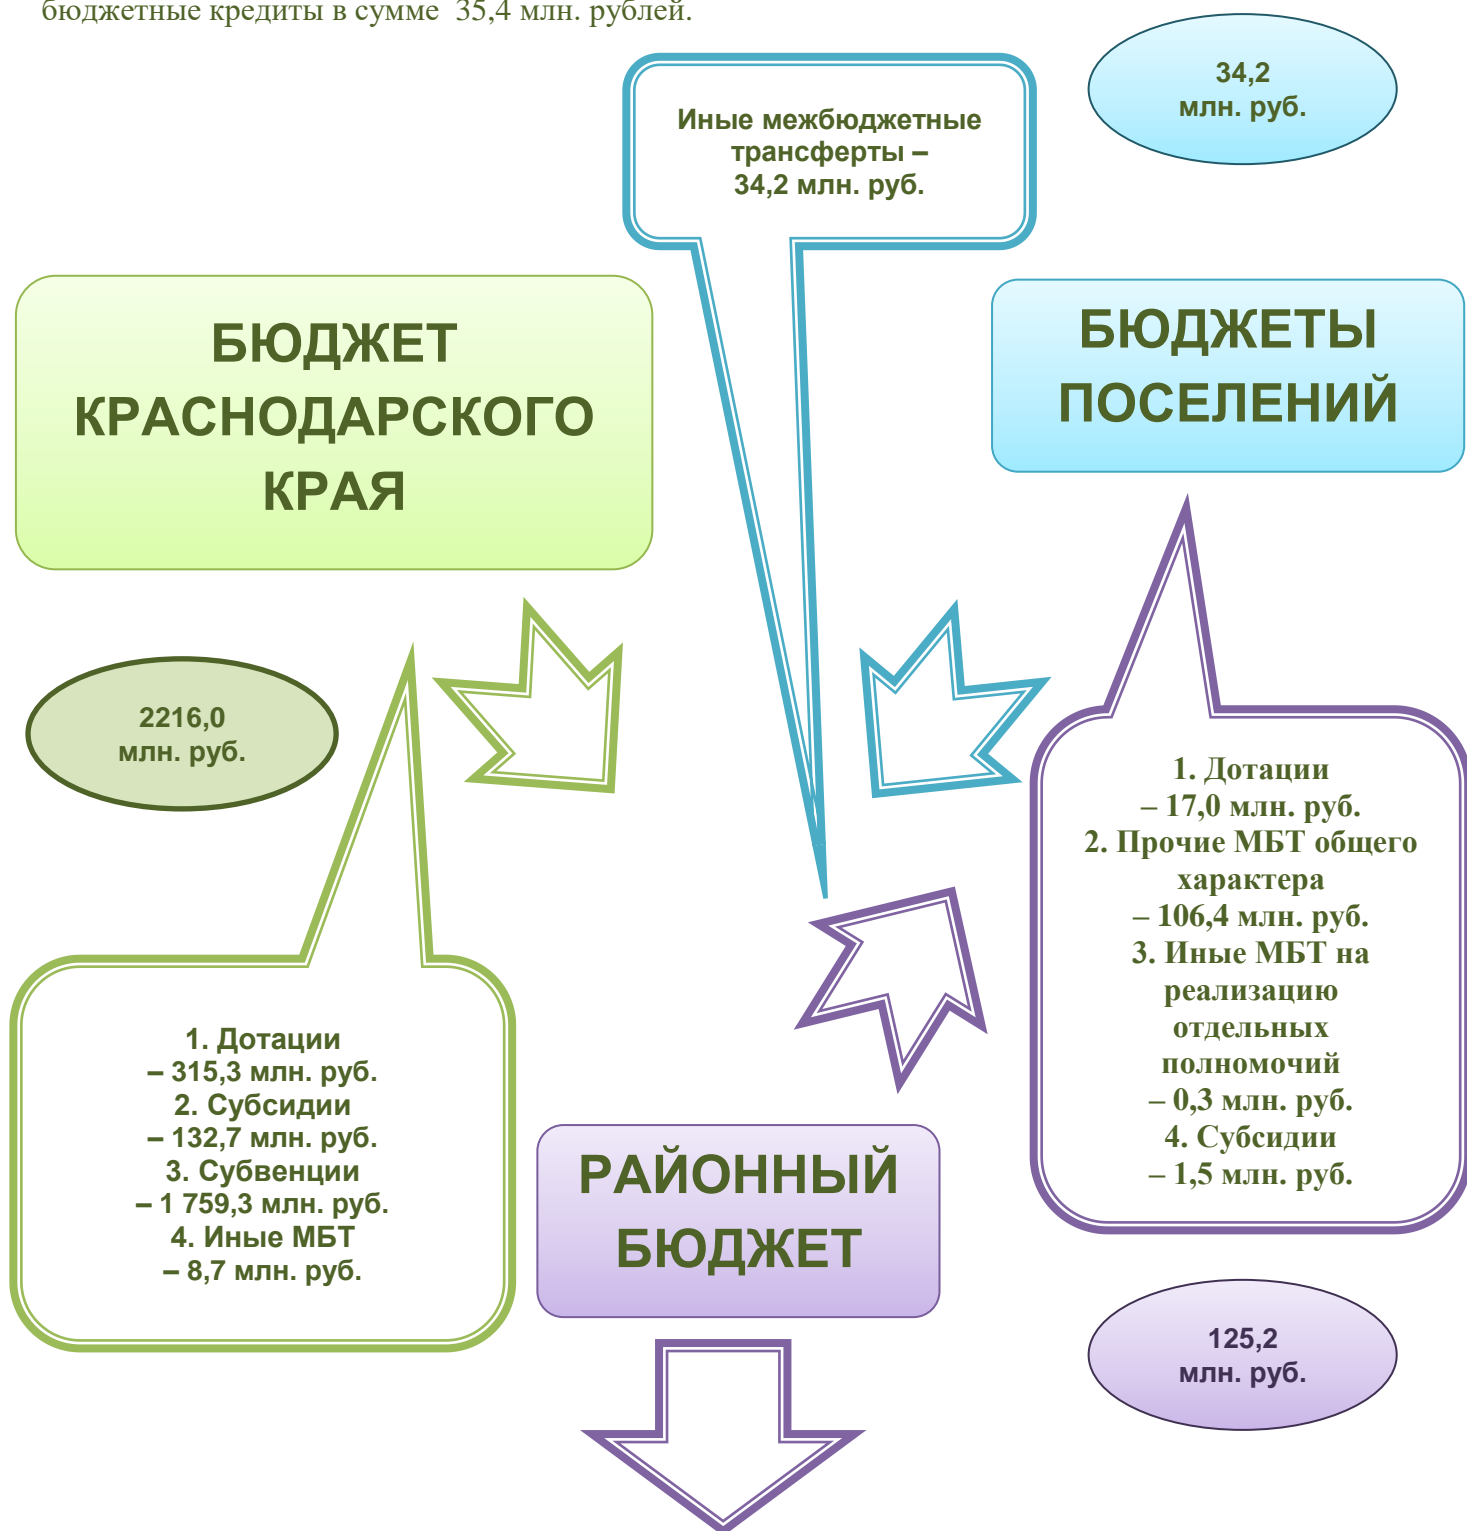 бюджетные кредиты в сумме 35,4 млн. рублей.
34,2
млн. руб.
Иные межбюджетные
трансферты –
34,2 млн. руб.
БЮДЖЕТ
КРАСНОДАРСКОГО
КРАЯ
БЮДЖЕТЫ
ПОСЕЛЕНИЙ
2216,0
млн. руб.
1. Дотации
– 17,0 млн. руб.
2. Прочие МБТ общего
характера
– 106,4 млн. руб.
3. Иные МБТ на
реализацию
отдельных
полномочий
– 0,3 млн. руб.
4. Субсидии
– 1,5 млн. руб.
1. Дотации
– 315,3 млн. руб.
2. Субсидии
– 132,7 млн. руб.
3. Субвенции
– 1 759,3 млн. руб.
4. Иные МБТ
– 8,7 млн. руб.
РАЙОННЫЙ
БЮДЖЕТ
125,2
млн. руб.